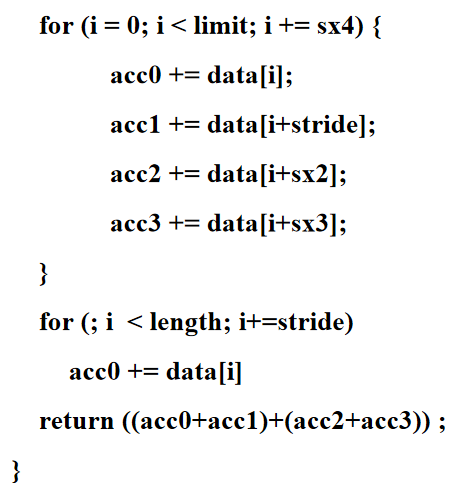 for (i = 0; i < limit; i += sx4) {
acc0 += data[i];
acc1 += data[i+stride];
acc2 += data[i+sx2];
acc3 += data[i+sx3];
}
for (; i < length; i+=stride)
acc0 += data[i]
return ((acc0+acc1)+(acc2+acc3)) ;
}